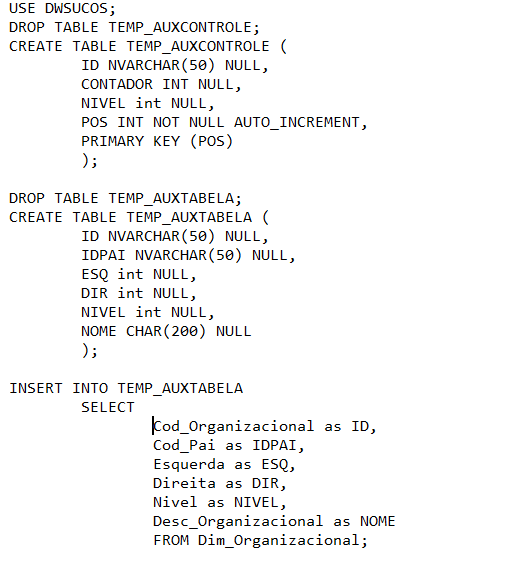 USE DWSUCOS;
DROP TABLE TEMP_AUXCONTROLE;
CREATE TABLE TEMP_AUXCONTROLE (
ID NVARCHAR(50) NULL,
CONTADOR INT NULL,
NIVEL int NULL,
POS INT NOT NULL AUTO_INCREMENT,
PRIMARY KEY (POS)
);
DROP TABLE TEMP_AUXTABELA;
CREATE TABLE TEMP_AUXTABELA (
ID NVARCHAR(50) NULL,
IDPAI NVARCHAR(50) NULL,
ESQ int NULL,
DIR int NULL,
NIVEL int NULL,
NOME CHAR(200) NULL
);
INSERT INTO TEMP_AUXTABELA
SELECT
Cod_Organizacional as ID,
Cod_Pai as IDPAI,
Esquerda as ESQ,
Direita as DIR,
Nivel as NIVEL,
Desc_Organizacional as NOME
FROM Dim_Organizacional;